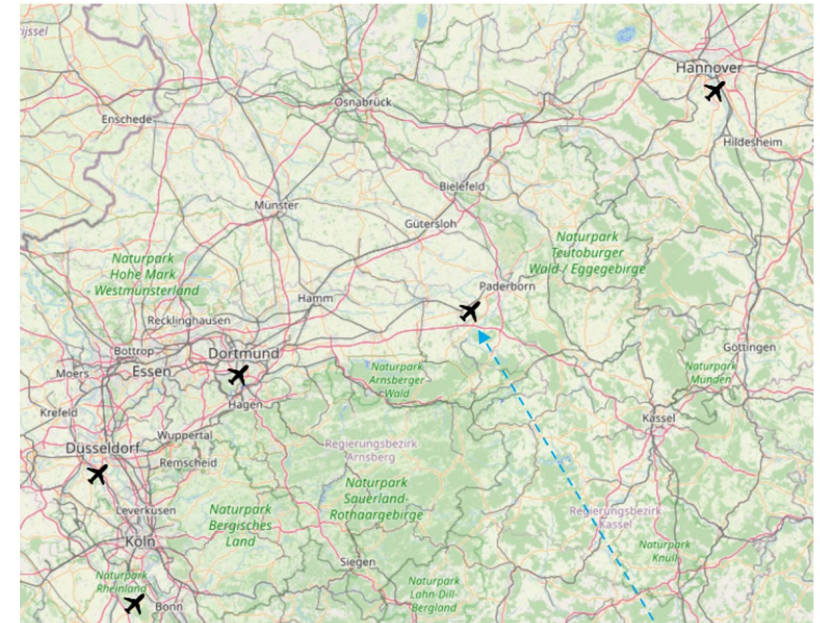 ijssel
Hannover
Osnabrück
Enschede
Hildesheim
Bielefeld
Münster
Gütersloh
Naturpark
Teutoburger
Wald / Eggegebirge
Naturpark
Hohe Mark
- Westmünsterland
Paderborn
Hamm
Recklinghausen
Bottrop
Dortmund
Göttingen
Moers
Essen
Naturpark
Arnsberger
Wald
Naturpark
Münden
Krefeld
Hagen
Kassel
Düsseldorf
Wuppertal
Remscheid
Regierungsbezirk
Arnsberg
Naturpark
Sauerland-
Rothaargebirge
Leverkusen
Naturpark
Bergisches
Land
Regierungsbezirk
Kassel
Köln
Naturpark
Knüll
Siegen
Naturpark
Rheinland
Bonn
Naturpark
Lahn-Dill
Bergland